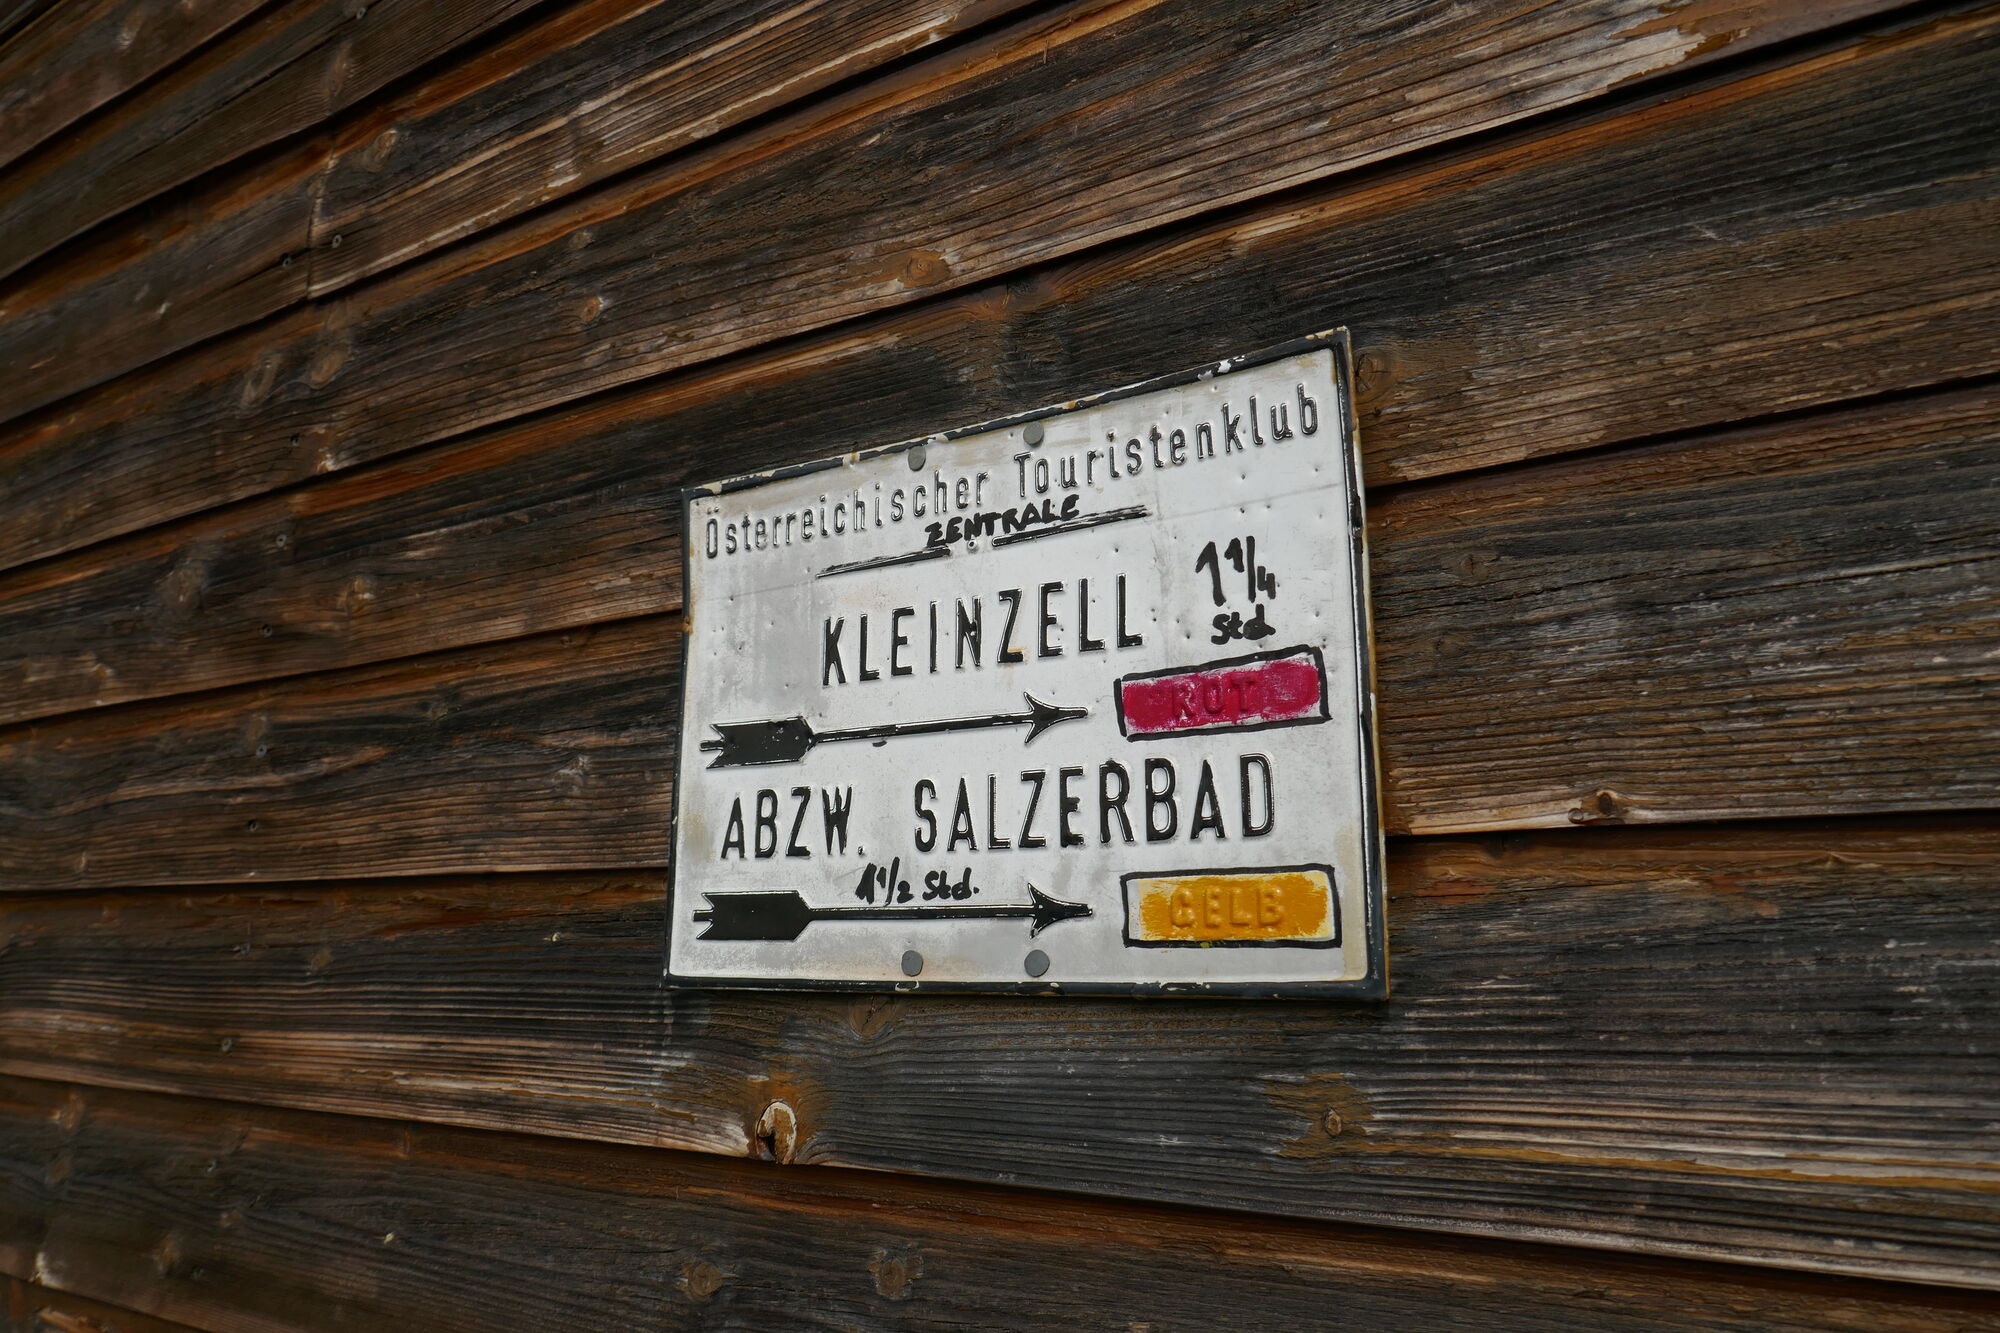 Österreichischer Touristenklub
ZENTRALE
KLEINZELL
1 1/4
Std.
ROT
ABZW. SALZERBAD
1 1/2 Std.
GELB